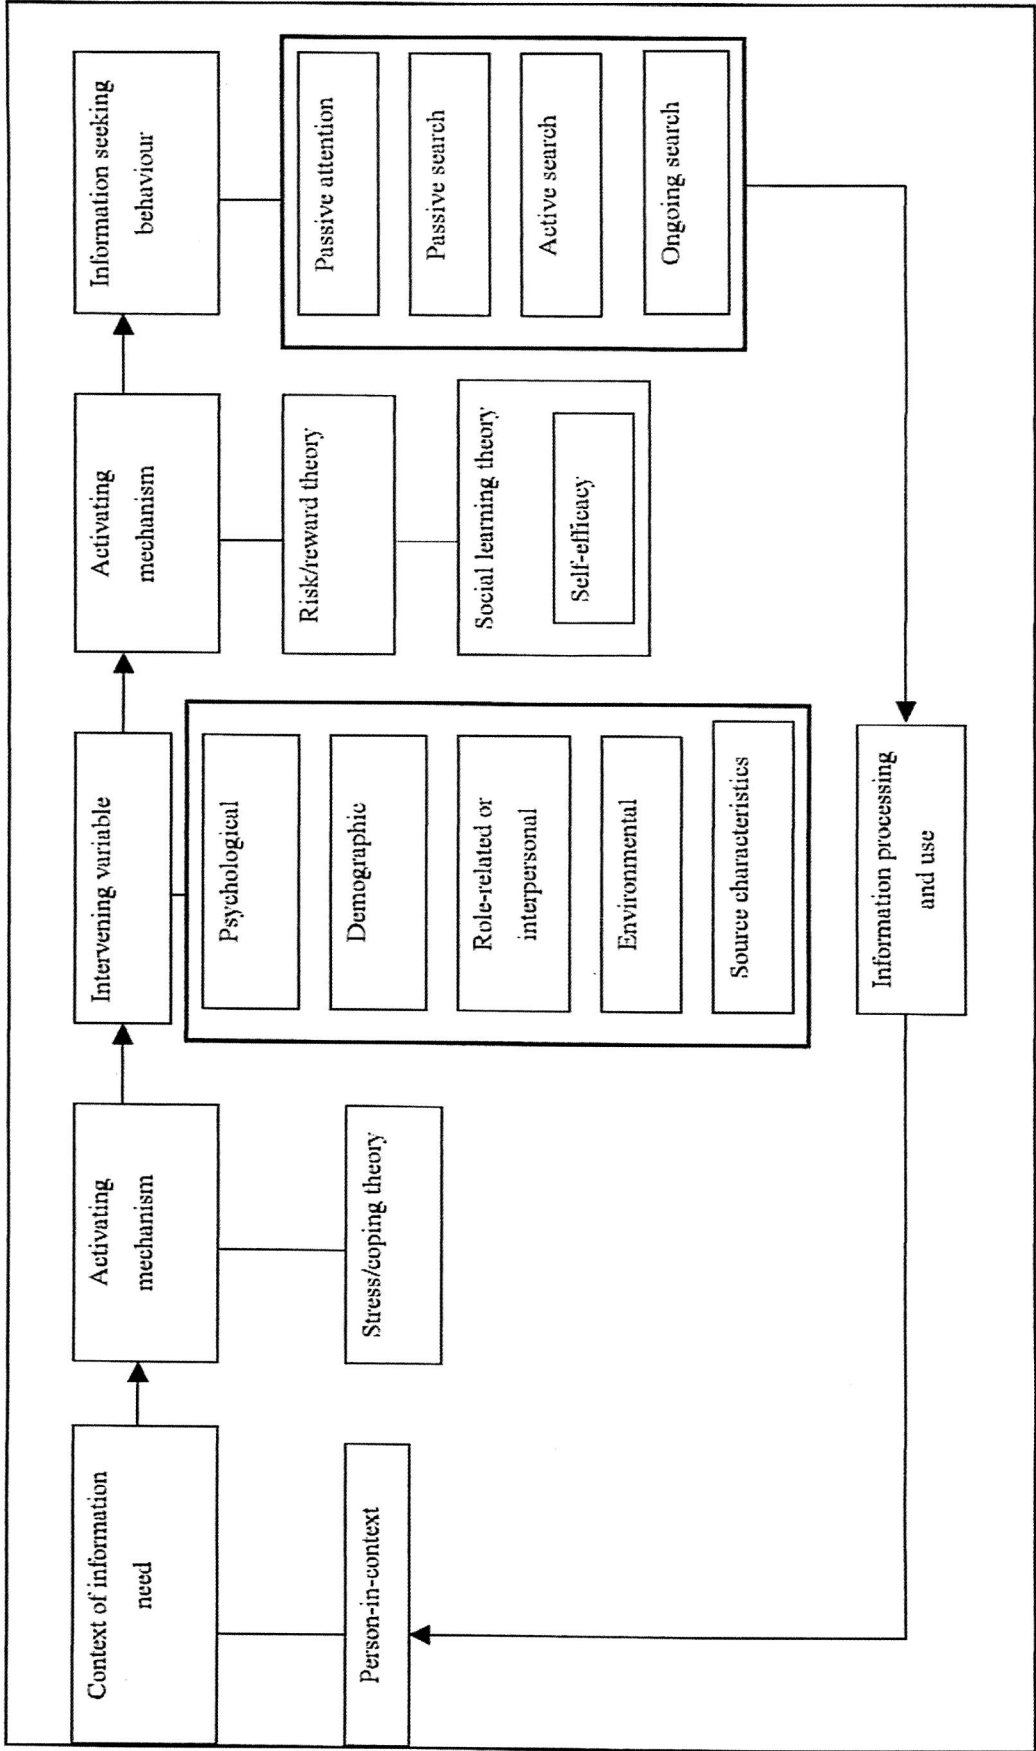 Context of information
need
Person-in-context
Activating
mechanism
Stress/coping theory
Intervening variable
Psychological
Demographic
Role-related or
interpersonal
Environmental
Source characteristics
Activating
mechanism
Risk/reward theory
Social learning theory
Self-efficacy
Information seeking
behaviour
Passive attention
Passive search
Active search
Ongoing search
Information processing
and use